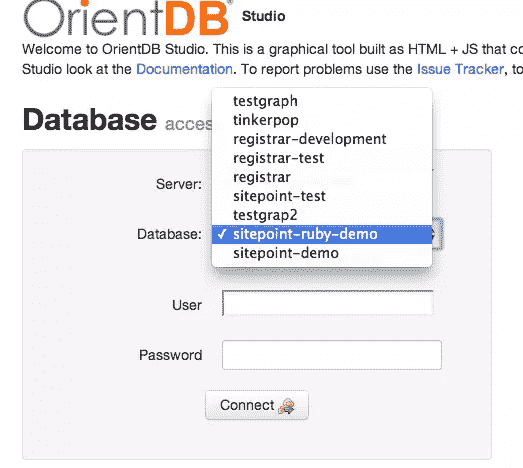 OrientDB® Studio
Welcome to OrientDB Studio. This is a graphical tool built as HTML + JS that
Studio look at the Documentation. To report problems use the Issue Tracker, to
Database acces
testgraph
tinkerpop
registrar-development
registrar-test
Server:
registrar
sitepoint-test
testgrap2
Database: ✓ sitepoint-ruby-demo
sitepoint-demo
User
Password
Connect